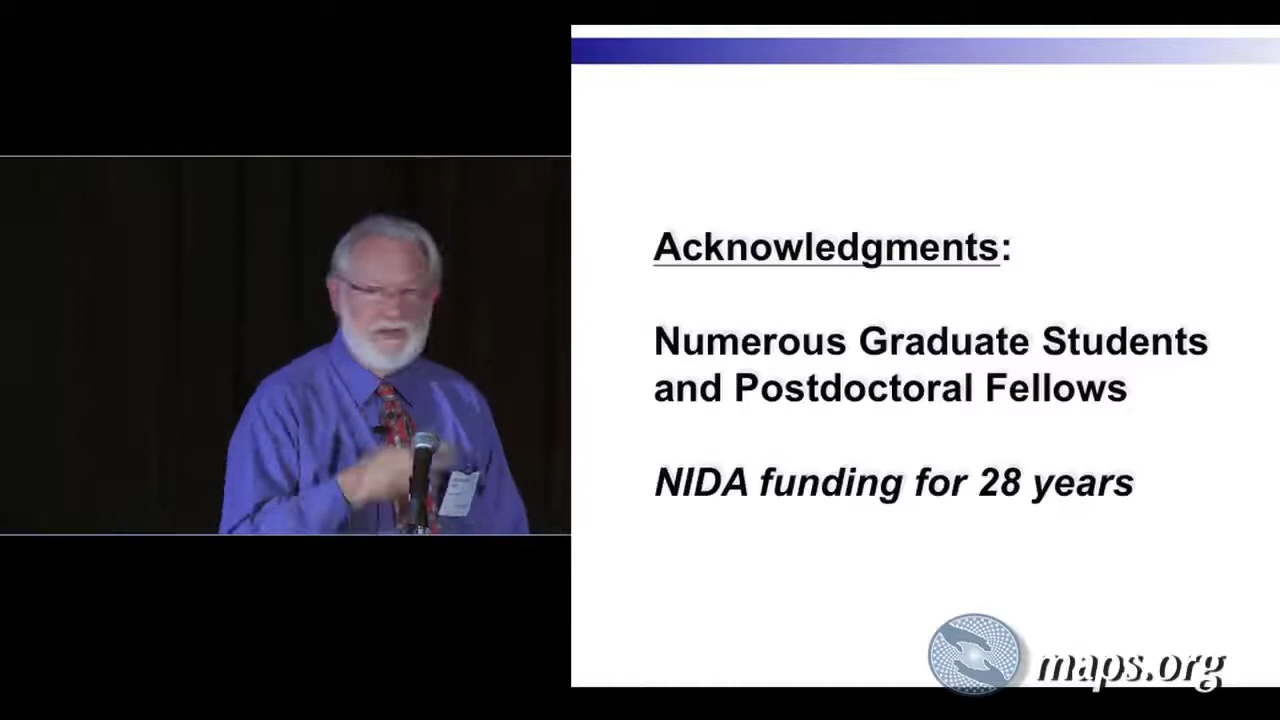 Acknowledgments:
Numerous Graduate Students
and Postdoctoral Fellows
NIDA funding for 28 years
maps.org